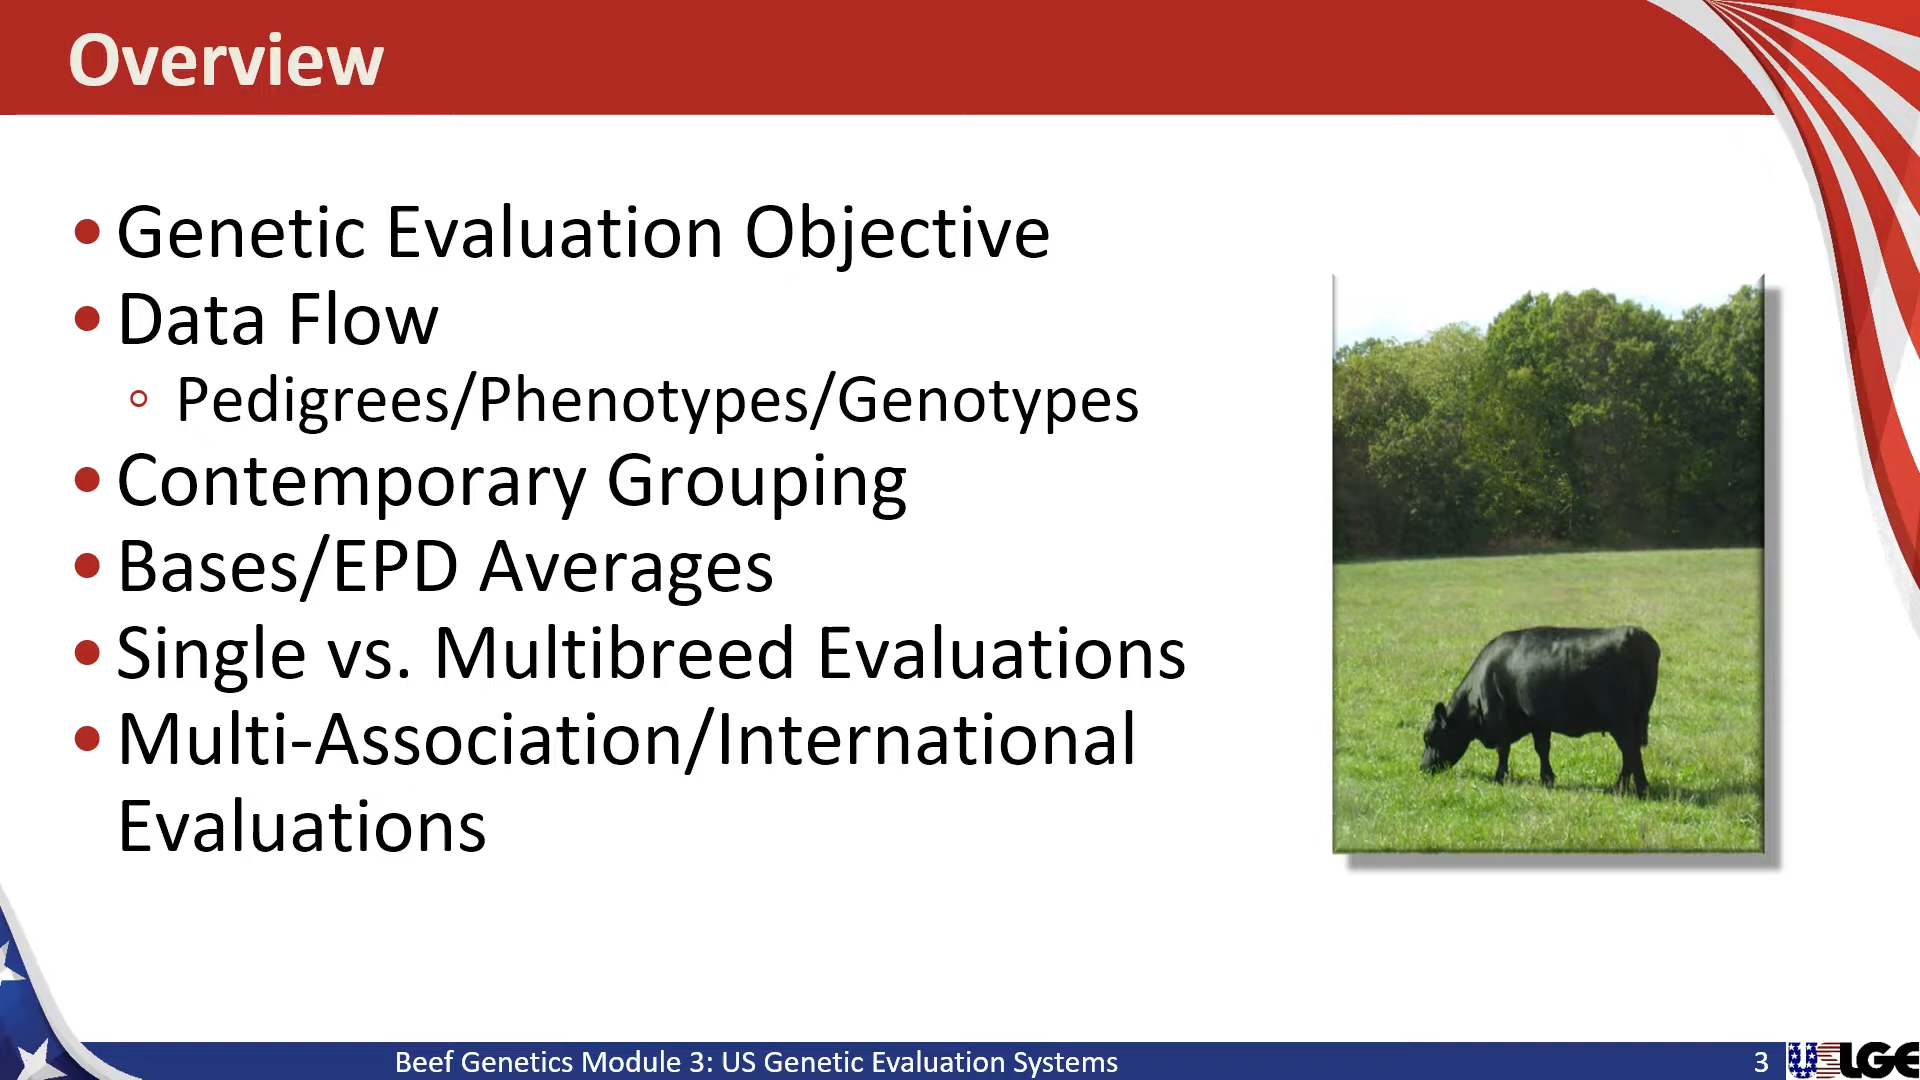 Overview
• Genetic Evaluation Objective
• Data Flow
◦ Pedigrees/Phenotypes/Genotypes
• Contemporary Grouping
• Bases/EPD Averages
• Single vs. Multibreed Evaluations
• Multi-Association/International
Evaluations
Beef Genetics Module 3: US Genetic Evaluation Systems
3
USLGE